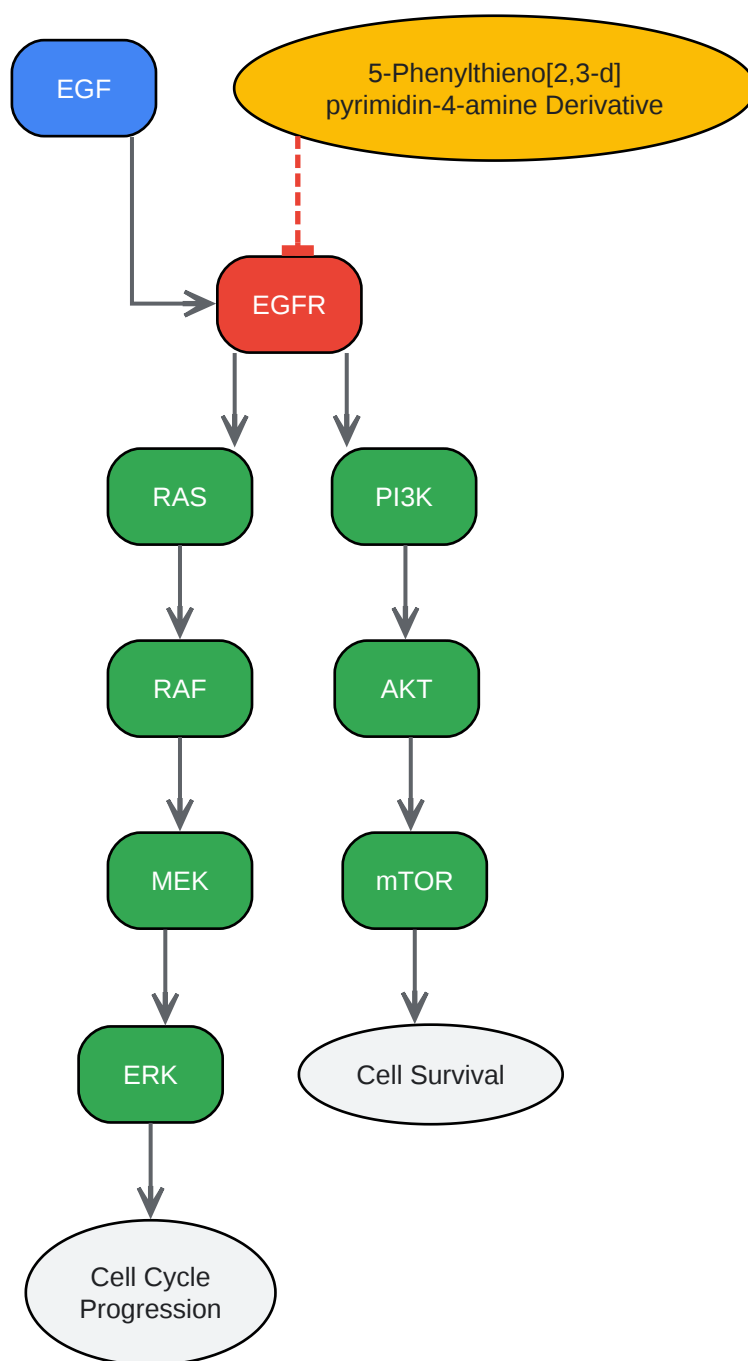 EGF
5-Phenylthieno[2,3-d]
pyrimidin-4-amine Derivative
EGFR
RAS
PI3K
RAF
AKT
MEK
mTOR
ERK
Cell Survival
Cell Cycle
Progression